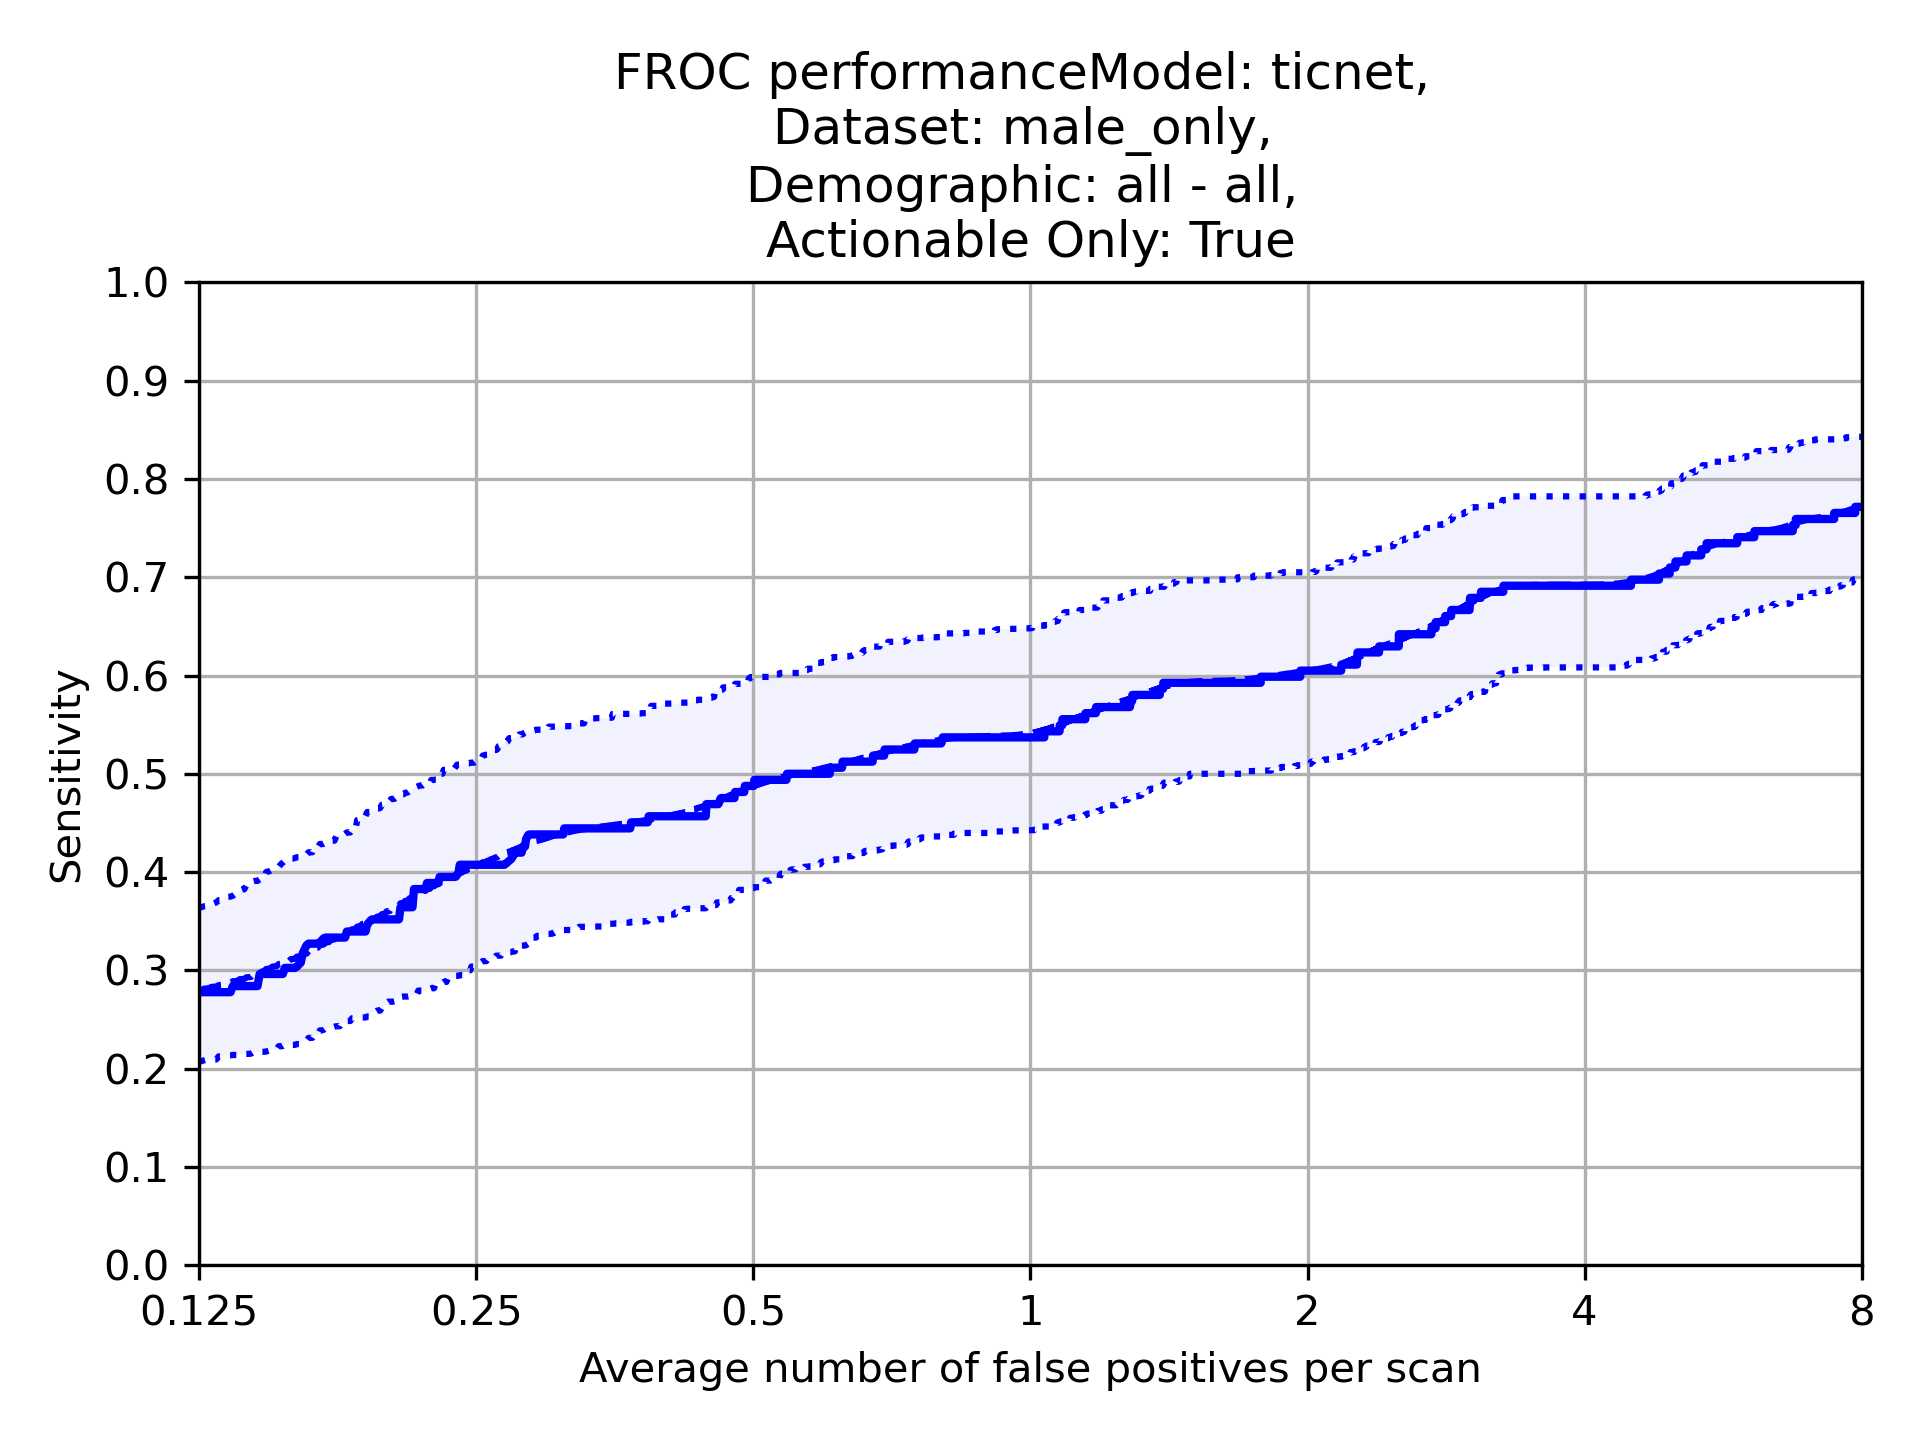 FROC performanceModel: ticnet,
Dataset: male_only,
Demographic: all - all,
Actionable Only: True
1.0
0.9
0.8
0.7
0.6
0.5
0.4
0.3
0.2
0.1
0.0
Sensitivity
0.125 0.25 0.5 1 2 4 8
Average number of false positives per scan